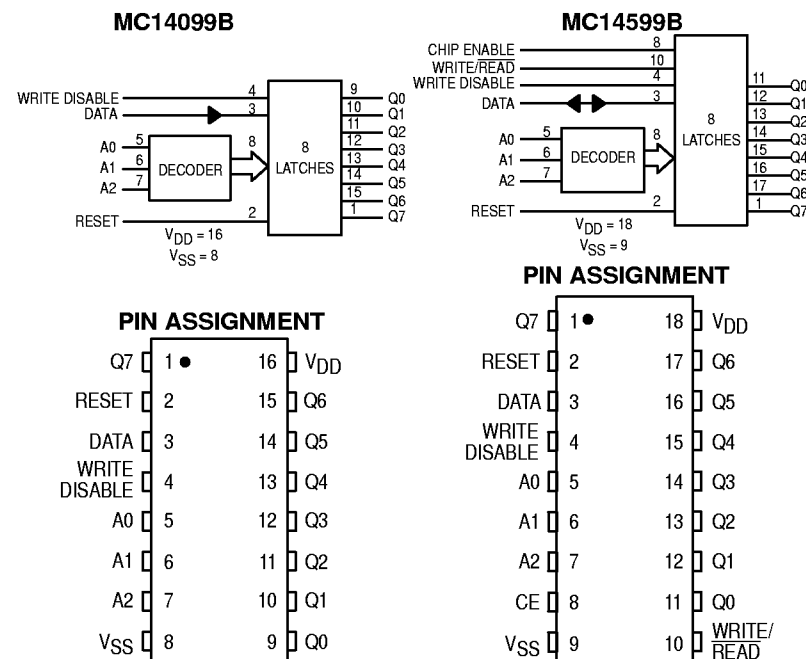 MC14099B
WRITE DISABLE 4
DATA 3
A0 5
A1 6
A2 7
DECODER
8
8
LATCHES
RESET 2
9 Q0
10 Q1
11 Q2
12 Q3
13 Q4
14 Q5
15 Q6
1 Q7
VDD = 16
VSS = 8
MC14599B
CHIP ENABLE 8
WRITE/READ 10
WRITE DISABLE 4
DATA 3
A0 5
A1 6
A2 7
DECODER
8
8
LATCHES
RESET 2
11 Q0
12 Q1
13 Q2
14 Q3
15 Q4
16 Q5
17 Q6
1 Q7
VDD = 18
VSS = 9
PIN ASSIGNMENT
Q7 1 16 VDD
RESET 2 15 Q6
DATA 3 14 Q5
WRITE
DISABLE 4 13 Q4
A0 5 12 Q3
A1 6 11 Q2
A2 7 10 Q1
VSS 8 9 Q0
PIN ASSIGNMENT
Q7 1 18 VDD
RESET 2 17 Q6
DATA 3 16 Q5
WRITE
DISABLE 4 15 Q4
A0 5 14 Q3
A1 6 13 Q2
A2 7 12 Q1
CE 8 11 Q0
VSS 9 10 WRITE/
READ